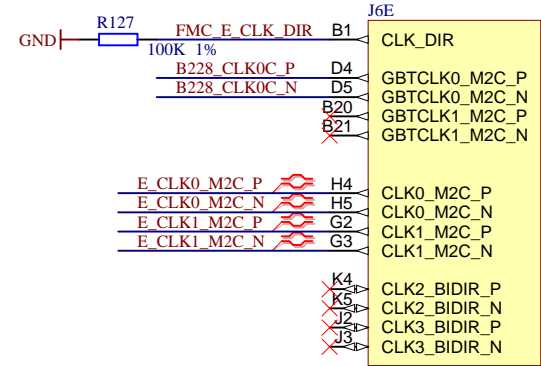 J6E
R127
GND
FMC_E_CLK_DIR B1 CLK_DIR
100K 1%
B228_CLK0C_P D4 GBTCLK0_M2C_P
B228_CLK0C_N D5 GBTCLK0_M2C_N
B20 GBTCLK1_M2C_P
B21 GBTCLK1_M2C_N
E_CLK0_M2C_P H4 CLK0_M2C_P
E_CLK0_M2C_N H5 CLK0_M2C_N
E_CLK1_M2C_P G2 CLK1_M2C_P
E_CLK1_M2C_N G3 CLK1_M2C_N
K4 CLK2_BIDIR_P
K5 CLK2_BIDIR_N
J2 CLK3_BIDIR_P
J3 CLK3_BIDIR_N